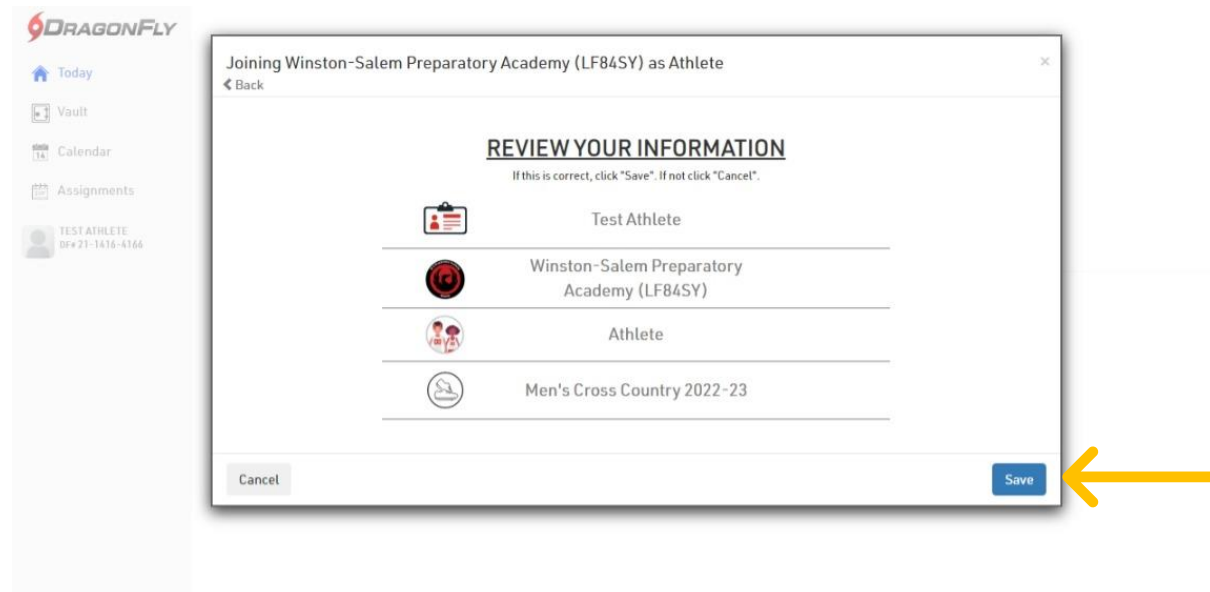 DRAGONFLY
Today
Vault
14
Calendar
Assignments
TEST ATHLETE
DF# 21-1416-4166
Joining Winston-Salem Preparatory Academy (LF84SY) as Athlete
Back
×
REVIEW YOUR INFORMATION
If this is correct, click "Save". If not click "Cancel".
Test Athlete
Winston-Salem Preparatory
Academy (LF84SY)
Athlete
Men's Cross Country 2022-23
Cancel
Save